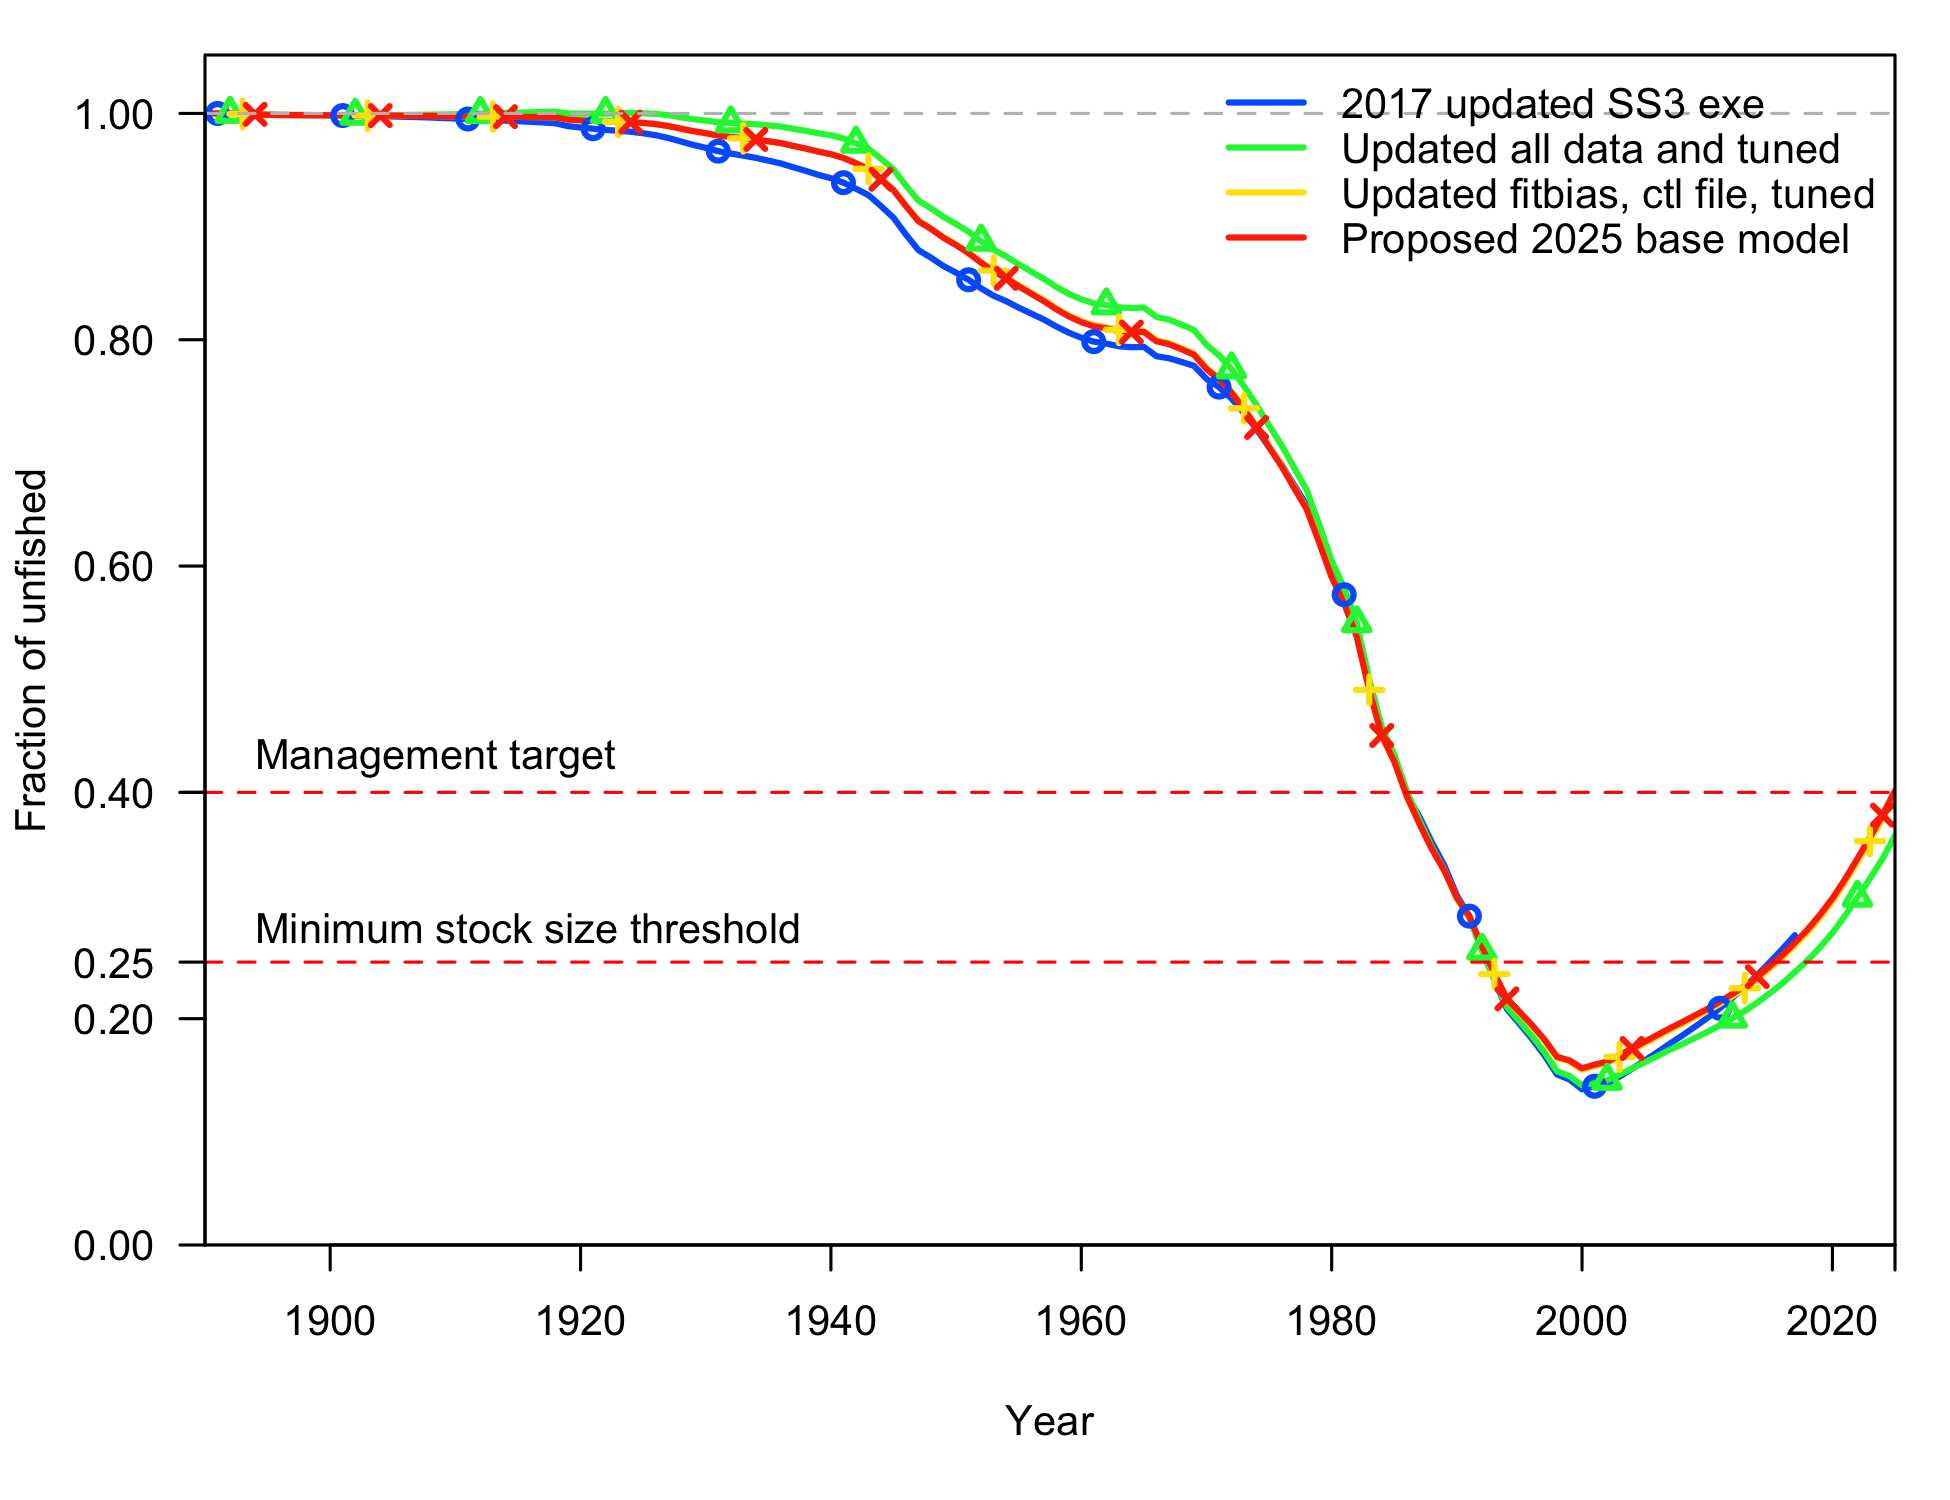 2017 updated SS3 exe
Updated all data and tuned
Updated fitbias, ctl file, tuned
Proposed 2025 base model
Fraction of unfished
1.00
0.80
0.60
0.40
0.25
0.20
0.00
Management target
Minimum stock size threshold
1900 1920 1940 1960 1980 2000 2020
Year